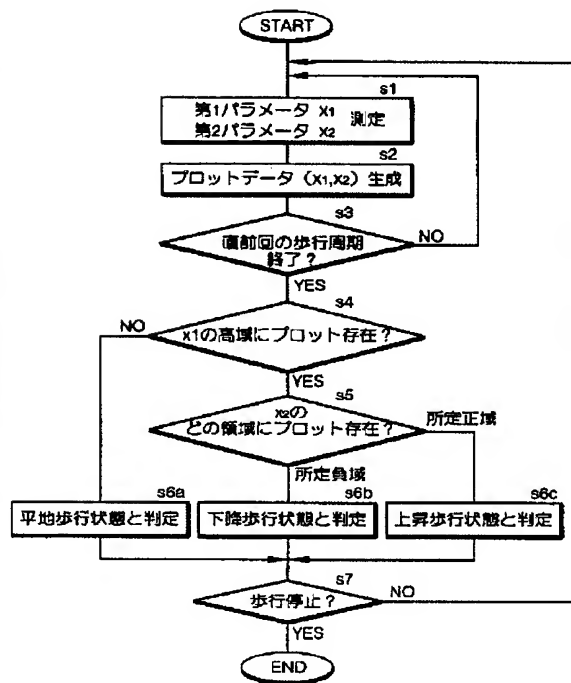 START
s1
第1パラメータ x1
第2パラメータ x2
測定
s2
プロットデータ (x1,x2) 生成
s3
直前回の歩行周期
終了？
NO
YES
s4
NO
x1の高域にプロット存在？
YES
s5
x2の
どの領域にプロット存在？
所定正域
所定負域
s6a
平地歩行状態と判定
s6b
下降歩行状態と判定
s6c
上昇歩行状態と判定
s7
歩行停止？
NO
YES
END